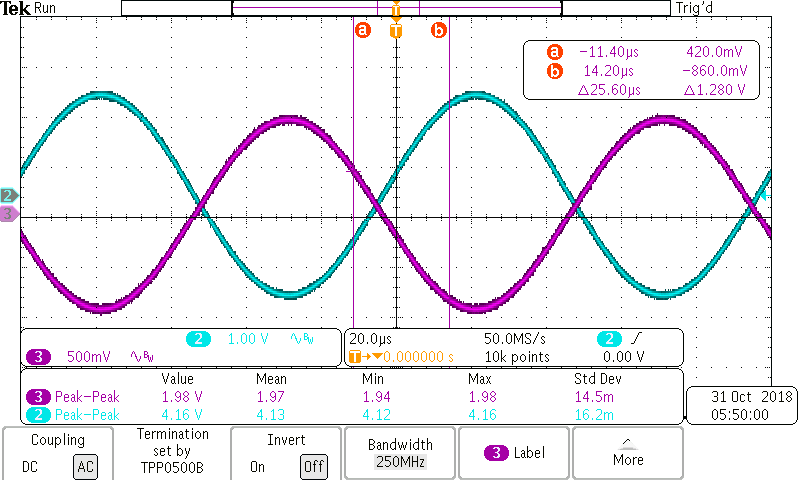 Tek Run Trig'd
T
a T b
a −11.40µs 420.0mV
b 14.20µs −860.0mV
Δ25.60µs Δ1.280 V
2
3
2 1.00 V ∿BW
3 500mV ∿BW
20.0µs 50.0MS/s 2 ∫
T→▼0.000000 s 10k points 0.00 V
Value Mean Min Max Std Dev
3 Peak−Peak 1.98 V 1.97 1.94 1.98 14.5m
2 Peak−Peak 4.16 V 4.13 4.12 4.16 16.2m
31 Oct 2018
05:50:00
Coupling
DC AC
Termination
set by
TPP0500B
Invert
On Off
Bandwidth
250MHz
3 Label
More